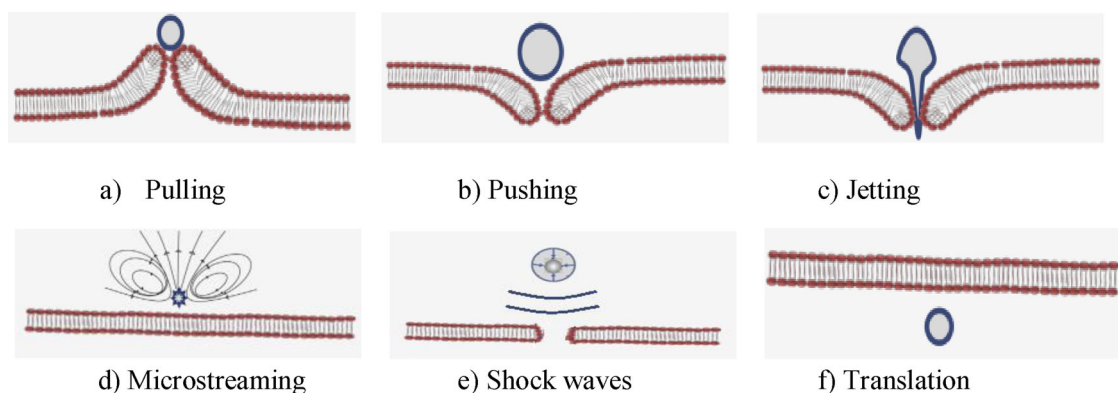 a) Pulling
b) Pushing
c) Jetting
d) Microstreaming
e) Shock waves
f) Translation